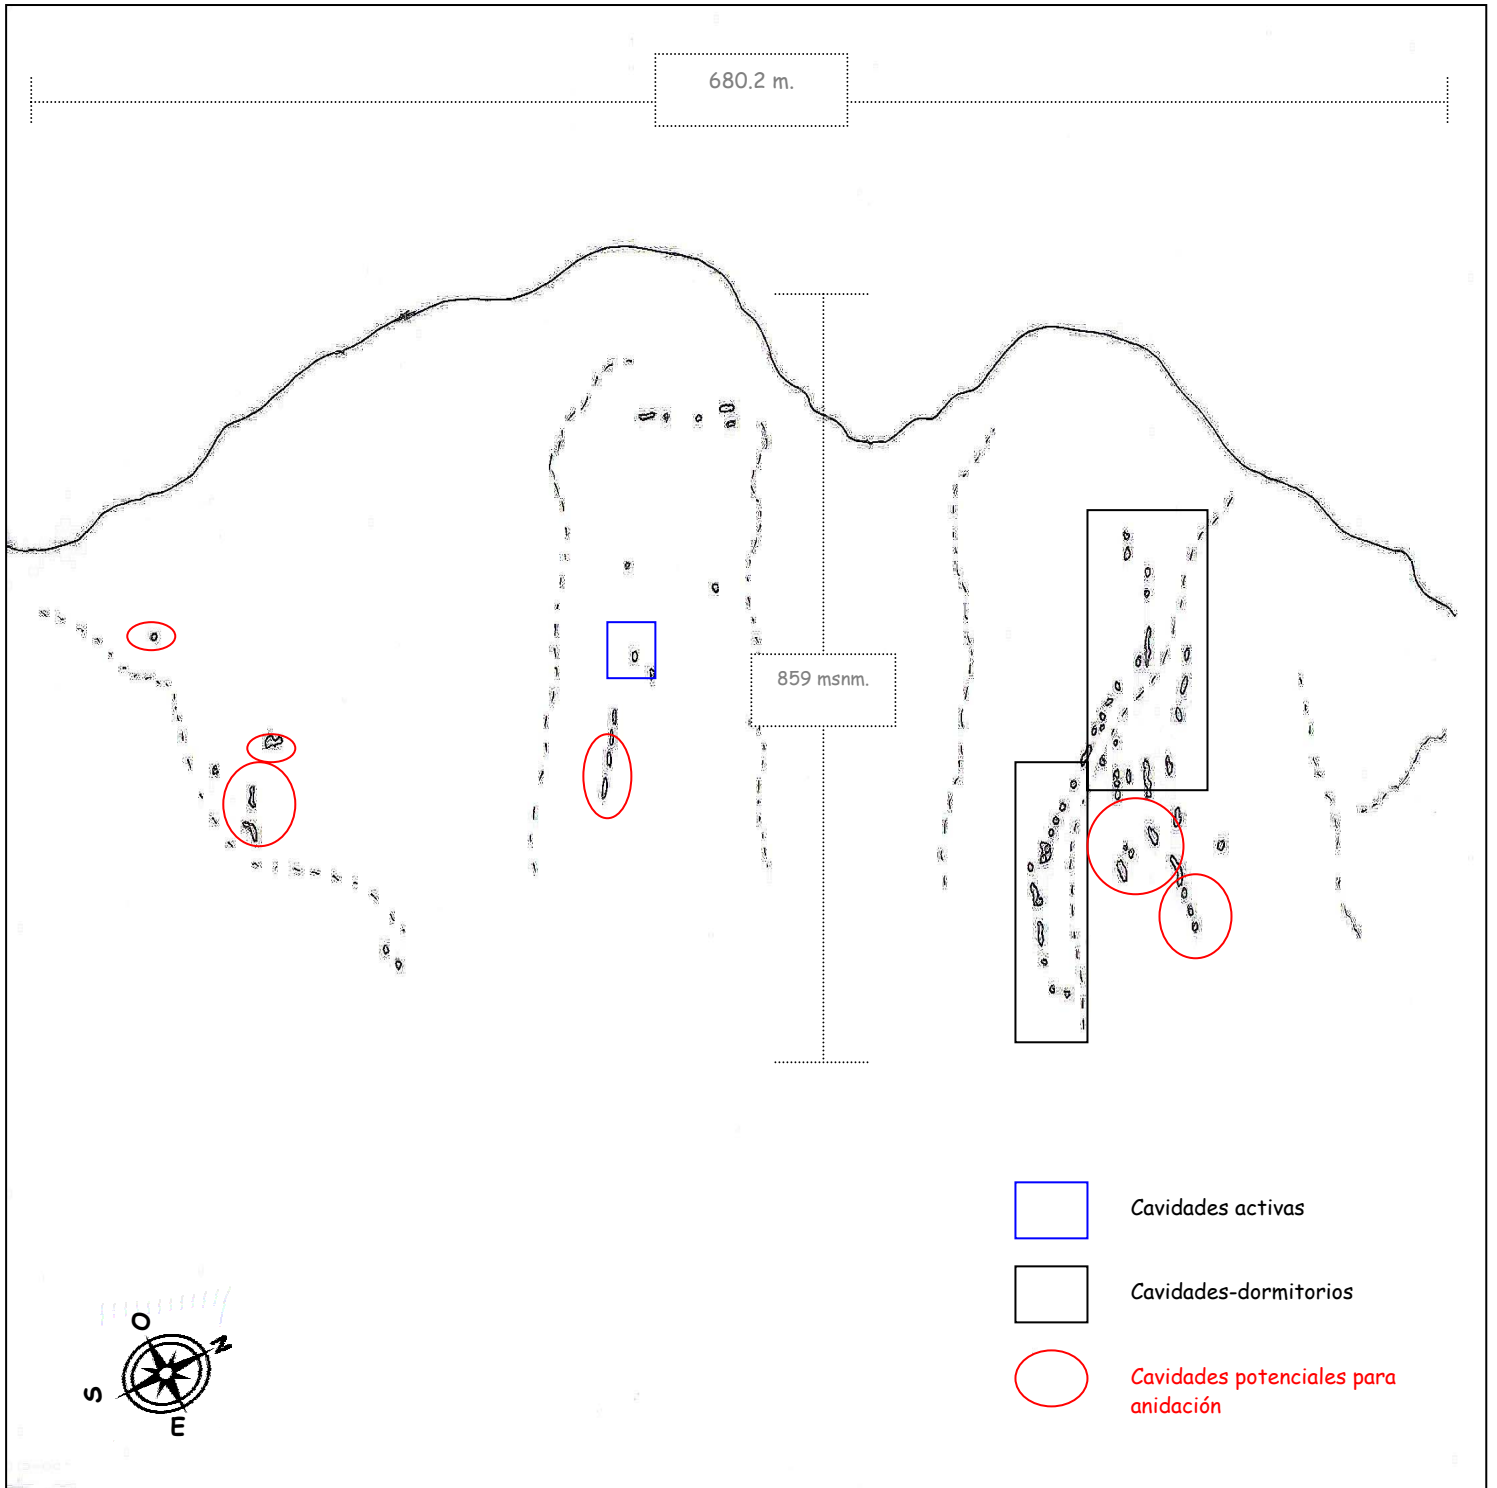 680.2 m.
859 msnm.
Cavidades activas
Cavidades-dormitorios
Cavidades potenciales para
anidación
O
N
S
E